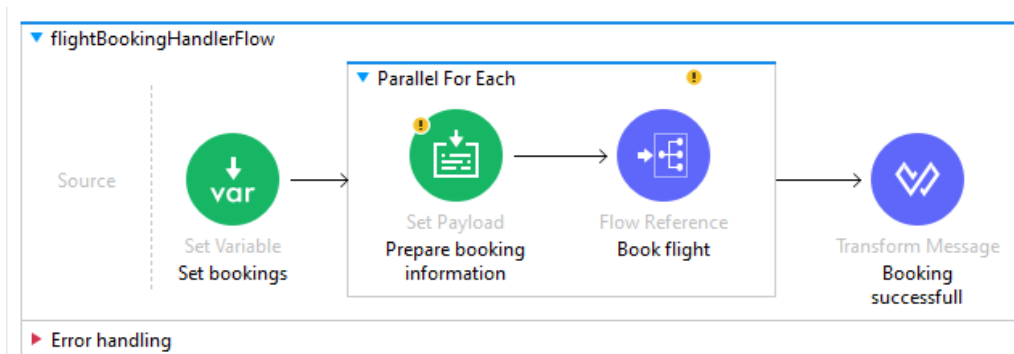 flightBookingHandlerFlow
Parallel For Each
Source
var
Set Variable
Set bookings
Set Payload
Prepare booking
information
Flow Reference
Book flight
Transform Message
Booking
successfull
Error handling